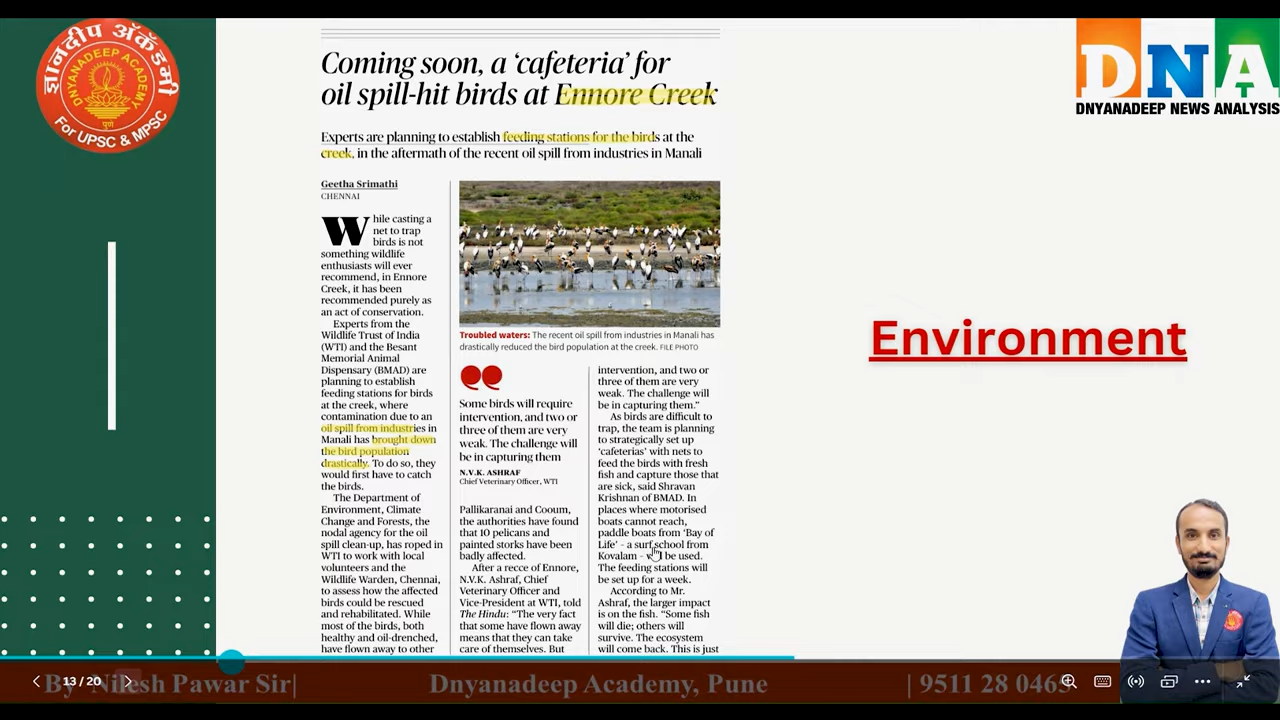 ज्ञानदीप अॅकॅडमी
DNYANADEEP ACADEMY
पुणे
For UPSC & MPSC
DNA
DNYANADEEP NEWS ANALYSIS
Coming soon, a ‘cafeteria’ for
oil spill-hit birds at Ennore Creek
Experts are planning to establish feeding stations for the birds at the
creek, in the aftermath of the recent oil spill from industries in Manali
Geetha Srimathi
CHENNAI
While casting a
net to trap
birds is not
something wildlife
enthusiasts will ever
recommend, in Ennore
Creek, it has been
recommended purely as
an act of conservation.
Experts from the
Wildlife Trust of India
(WTI) and the Besant
Memorial Animal
Dispensary (BMAD) are
planning to establish
feeding stations for birds
at the creek, where
contamination due to an
oil spill from industries in
Manali has brought down
the bird population
drastically. To do so, they
would first have to catch
the birds.
The Department of
Environment, Climate
Change and Forests, the
nodal agency for the oil
spill clean-up, has roped in
WTI to work with local
volunteers and the
Wildlife Warden, Chennai,
to assess how the affected
birds could be rescued
and rehabilitated. While
most of the birds, both
healthy and oil-drenched,
have flown away to other
Troubled waters: The recent oil spill from industries in Manali has
drastically reduced the bird population at the creek. FILE PHOTO
Some birds will require
intervention, and two or
three of them are very
weak. The challenge will
be in capturing them
N.V.K. ASHRAF
Chief Veterinary Officer, WTI
Pallikaranai and Cooum,
the authorities have found
that 10 pelicans and
painted storks have been
badly affected.
After a recce of Ennore,
N.V.K. Ashraf, Chief
Veterinary Officer and
Vice-President at WTI, told
The Hindu: “The very fact
that some have flown away
means that they can take
care of themselves. But
intervention, and two or
three of them are very
weak. The challenge will
be in capturing them.”
As birds are difficult to
trap, the team is planning
to strategically set up
‘cafeterias’ with nets to
feed the birds with fresh
fish and capture those that
are sick, said Shravan
Krishnan of BMAD. In
places where motorised
boats cannot reach,
paddle boats from ‘Bay of
Life’ – a surf school from
Kovalam – will be used.
The feeding stations will
be set up for a week.
According to Mr.
Ashraf, the larger impact
is on the fish. “Some fish
will die; others will
survive. The ecosystem
will come back. This is just
Environment
13 / 20
By Nilesh Pawar Sir| Dnyanadeep Academy, Pune | 9511 28 0465